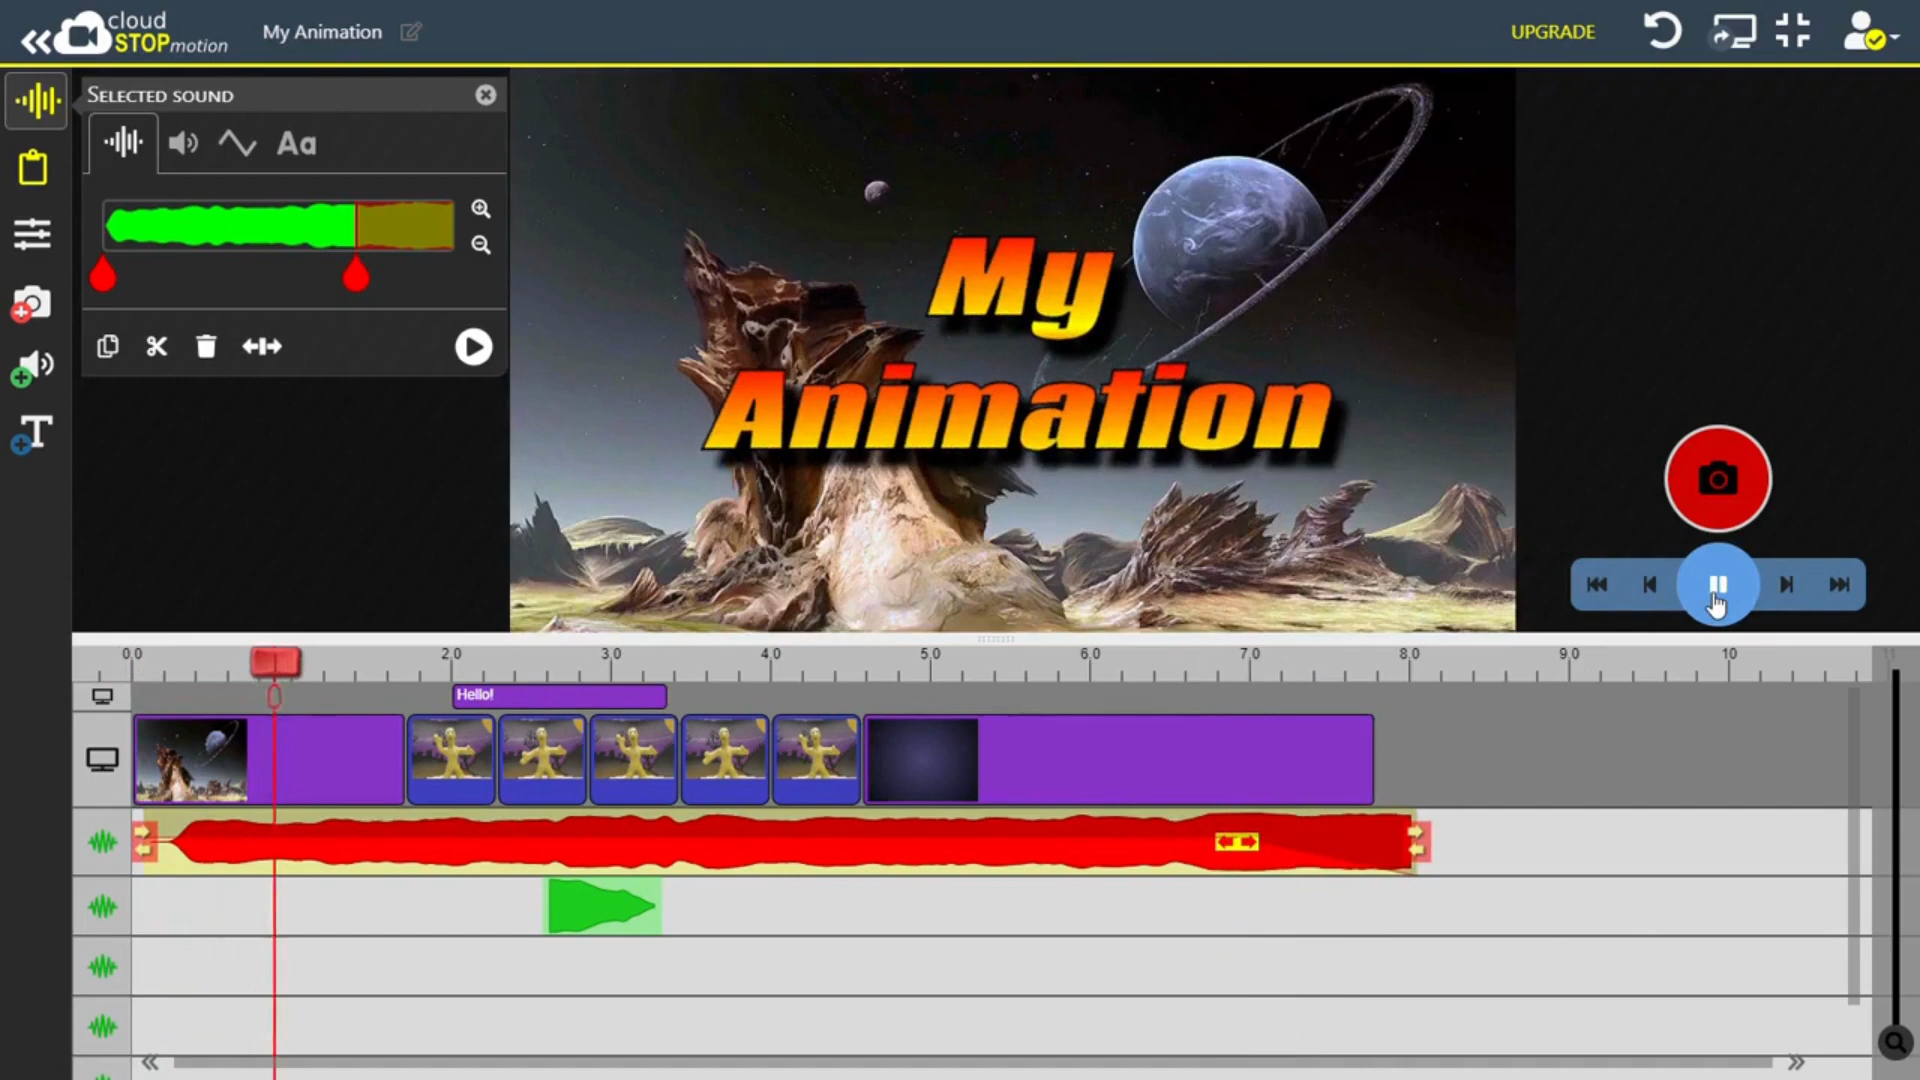 cloud
STOPmotion
My Animation
UPGRADE
SELECTED SOUND
Aa
My
Animation
0.0
2.0
3.0
4.0
5.0
6.0
7.0
8.0
9.0
10
11
Hello!
T